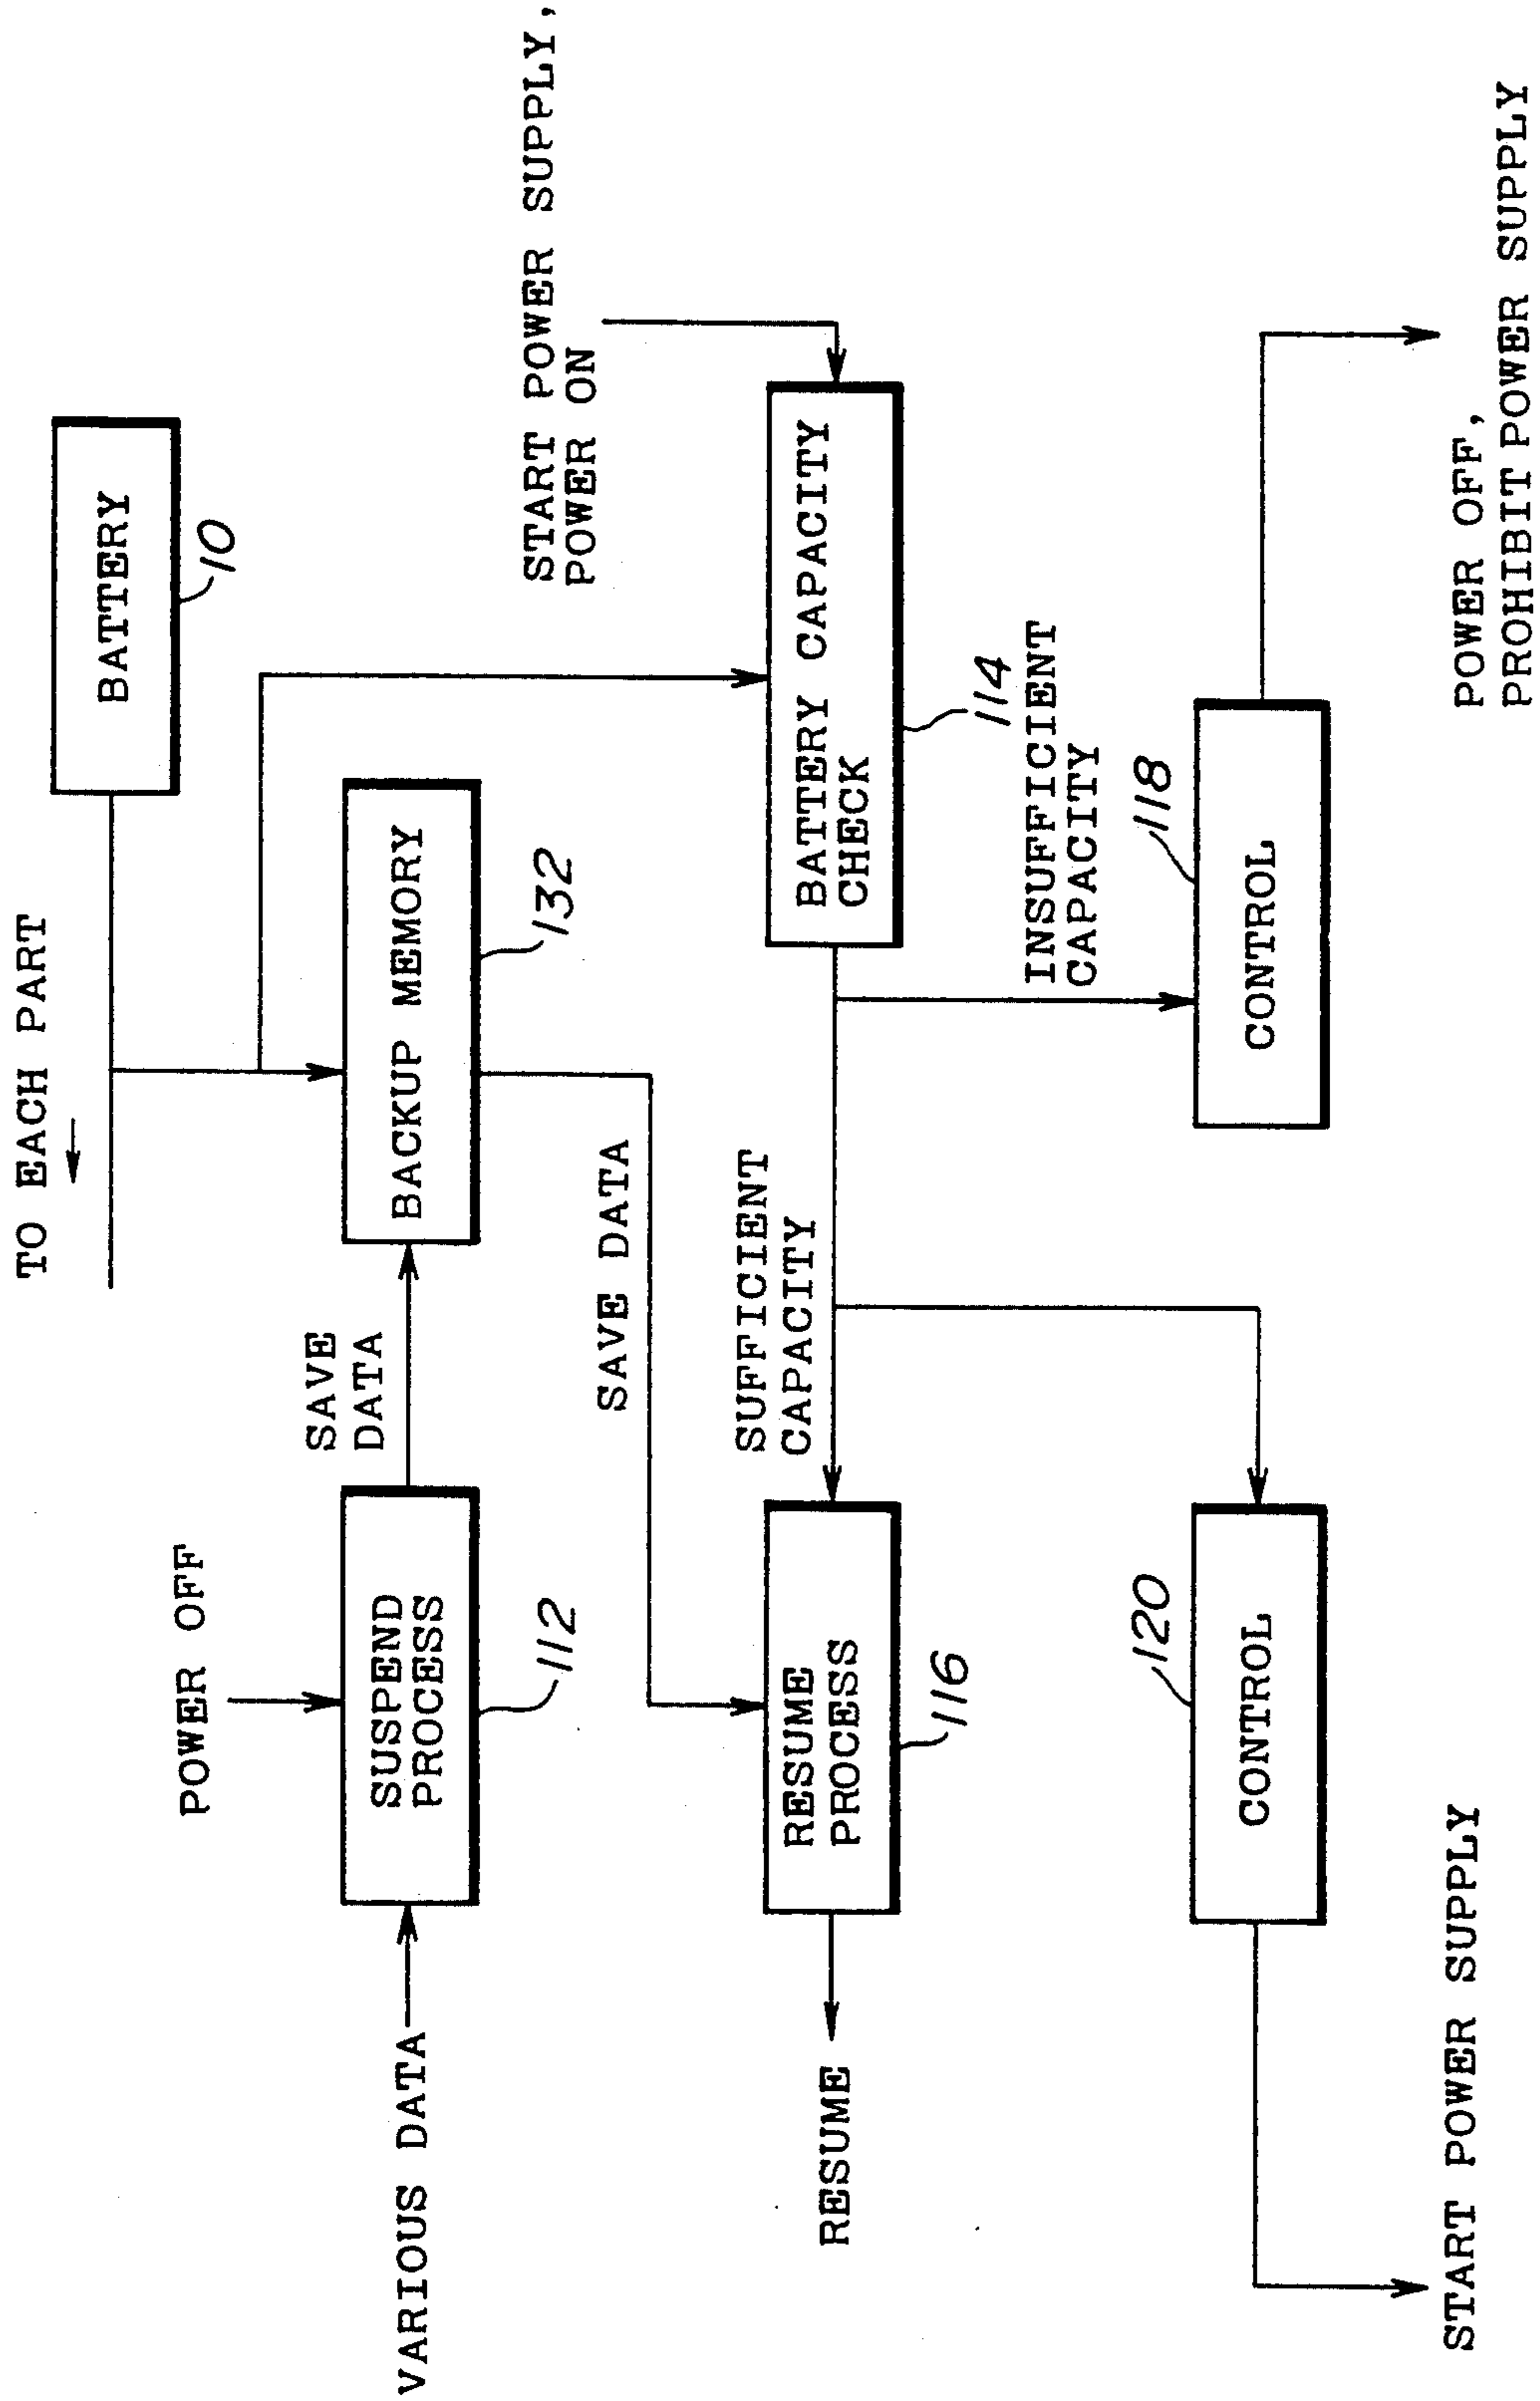 TO EACH PART
BATTERY
10
POWER OFF
SAVE
DATA
VARIOUS DATA
SUSPEND
PROCESS
112
BACKUP MEMORY
132
START POWER SUPPLY,
POWER ON
SAVE DATA
SUFFICIENT
CAPACITY
RESUME
RESUME
PROCESS
116
BATTERY CAPACITY
CHECK
114
INSUFFICIENT
CAPACITY
120
CONTROL
118
CONTROL
START POWER SUPPLY
POWER OFF,
PROHIBIT POWER SUPPLY